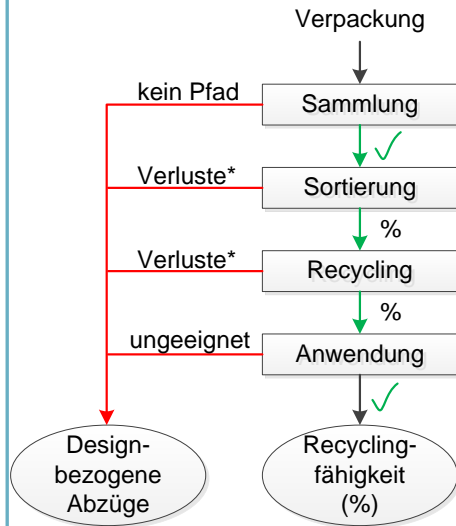 Verpackung
kein Pfad
Sammlung
Verluste*
Sortierung
%
Verluste*
Recycling
%
ungeeignet
Anwendung
Design-
bezogene
Abzüge
Recycling-
fähigkeit
(%)